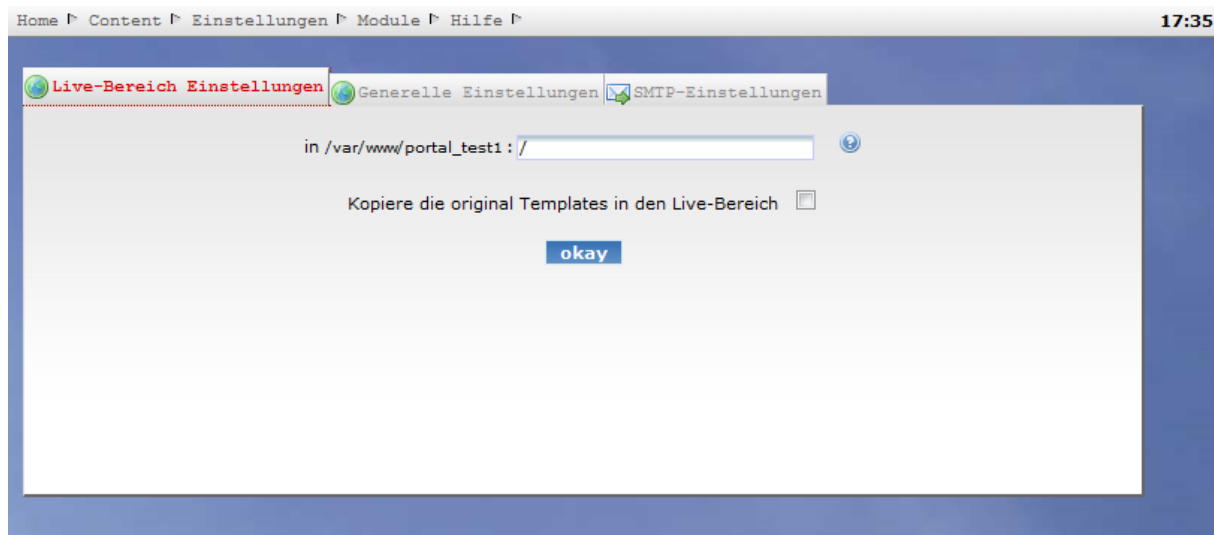 Home Content Einstellungen Module Hilfe 17:35
Live-Bereich Einstellungen Generelle Einstellungen SMTP-Einstellungen
in /var/www/portal_test1 : /
Kopiere die original Templates in den Live-Bereich
okay